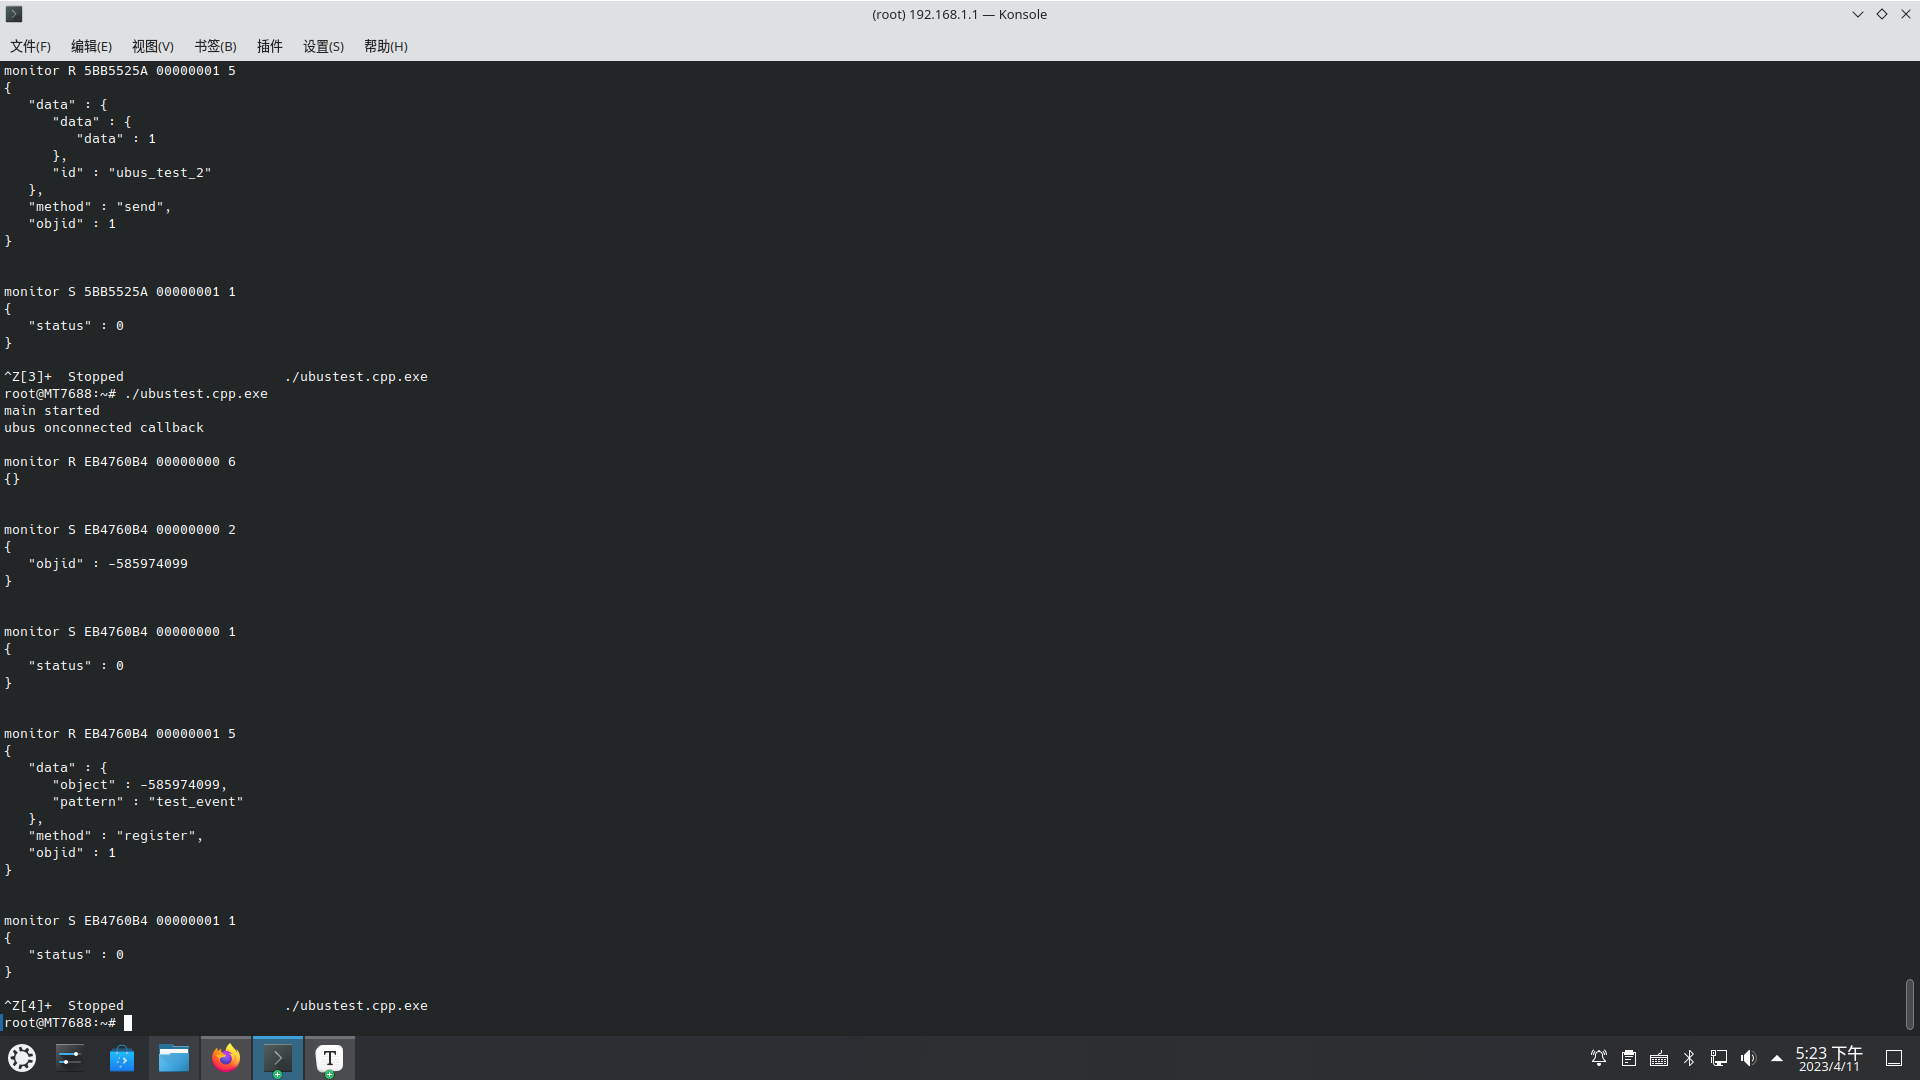 (root) 192.168.1.1 — Konsole
文件(F) 编辑(E) 视图(V) 书签(B) 插件 设置(S) 帮助(H)
monitor R 5BB5525A 00000001 5
{
   "data" : {
      "data" : {
         "data" : 1
      },
      "id" : "ubus_test_2"
   },
   "method" : "send",
   "objid" : 1
}
monitor S 5BB5525A 00000001 1
{
   "status" : 0
}
^Z[3]+  Stopped                    ./ubustest.cpp.exe
root@MT7688:~# ./ubustest.cpp.exe
main started
ubus onconnected callback
monitor R EB4760B4 00000000 6
{}
monitor S EB4760B4 00000000 2
{
   "objid" : -585974099
}
monitor S EB4760B4 00000000 1
{
   "status" : 0
}
monitor R EB4760B4 00000001 5
{
   "data" : {
      "object" : -585974099,
      "pattern" : "test_event"
   },
   "method" : "register",
   "objid" : 1
}
monitor S EB4760B4 00000001 1
{
   "status" : 0
}
^Z[4]+  Stopped                    ./ubustest.cpp.exe
root@MT7688:~#
T
5:23 下午
2023/4/11